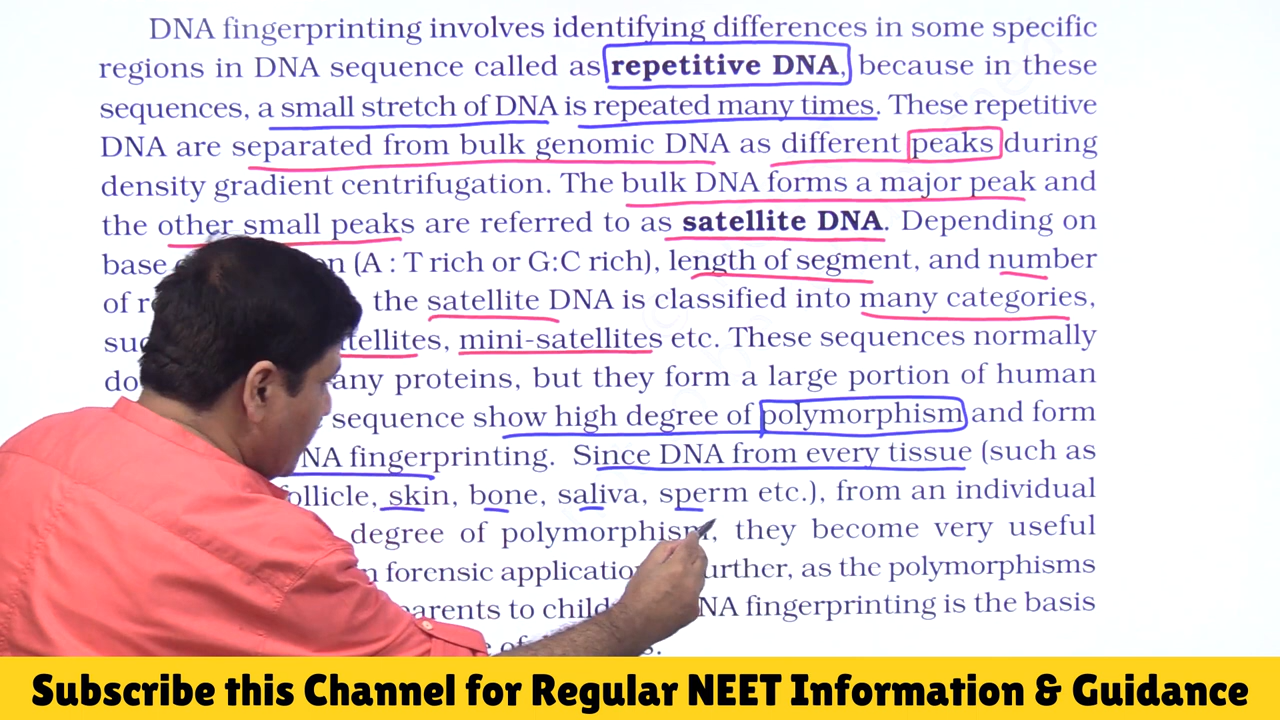 DNA fingerprinting involves identifying differences in some specific
regions in DNA sequence called as repetitive DNA, because in these
sequences, a small stretch of DNA is repeated many times. These repetitive
DNA are separated from bulk genomic DNA as different peaks during
density gradient centrifugation. The bulk DNA forms a major peak and
the other small peaks are referred to as satellite DNA. Depending on
base (A : T rich or G:C rich), length of segment, and number
of the satellite DNA is classified into many categories,
mini-satellites etc. These sequences normally
any proteins, but they form a large portion of human
sequence show high degree of polymorphism and form
fingerprinting. Since DNA from every tissue (such as
skin, bone, saliva, sperm etc.), from an individual
degree of polymorphism, they become very useful
forensic as the polymorphisms
parents to fingerprinting is the basis
of
Subscribe this Channel for Regular NEET Information & Guidance